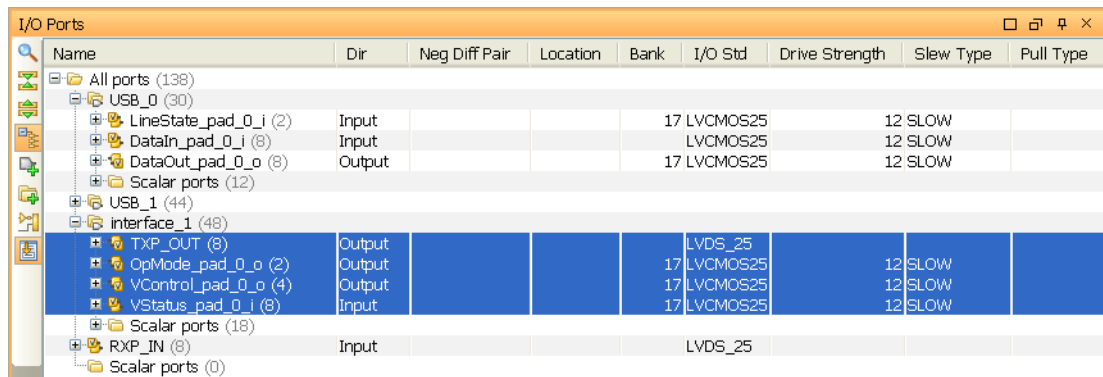 I/O Ports
Name Dir Neg Diff Pair Location Bank I/O Std Drive Strength Slew Type Pull Type
All ports (138)
USB_0 (30)
LineState_pad_0_i (2) Input 17 LVCMOS25 12 SLOW
DataIn_pad_0_i (8) Input LVCMOS25 12 SLOW
DataOut_pad_0_o (8) Output 17 LVCMOS25 12 SLOW
Scalar ports (12)
USB_1 (44)
interface_1 (48)
TXP_OUT (8) Output LVDS_25
OpMode_pad_0_o (2) Output 17 LVCMOS25 12 SLOW
VControl_pad_0_o (4) Output 17 LVCMOS25 12 SLOW
VStatus_pad_0_i (8) Input 17 LVCMOS25 12 SLOW
Scalar ports (18)
RXP_IN (8) Input LVDS_25
Scalar ports (0)